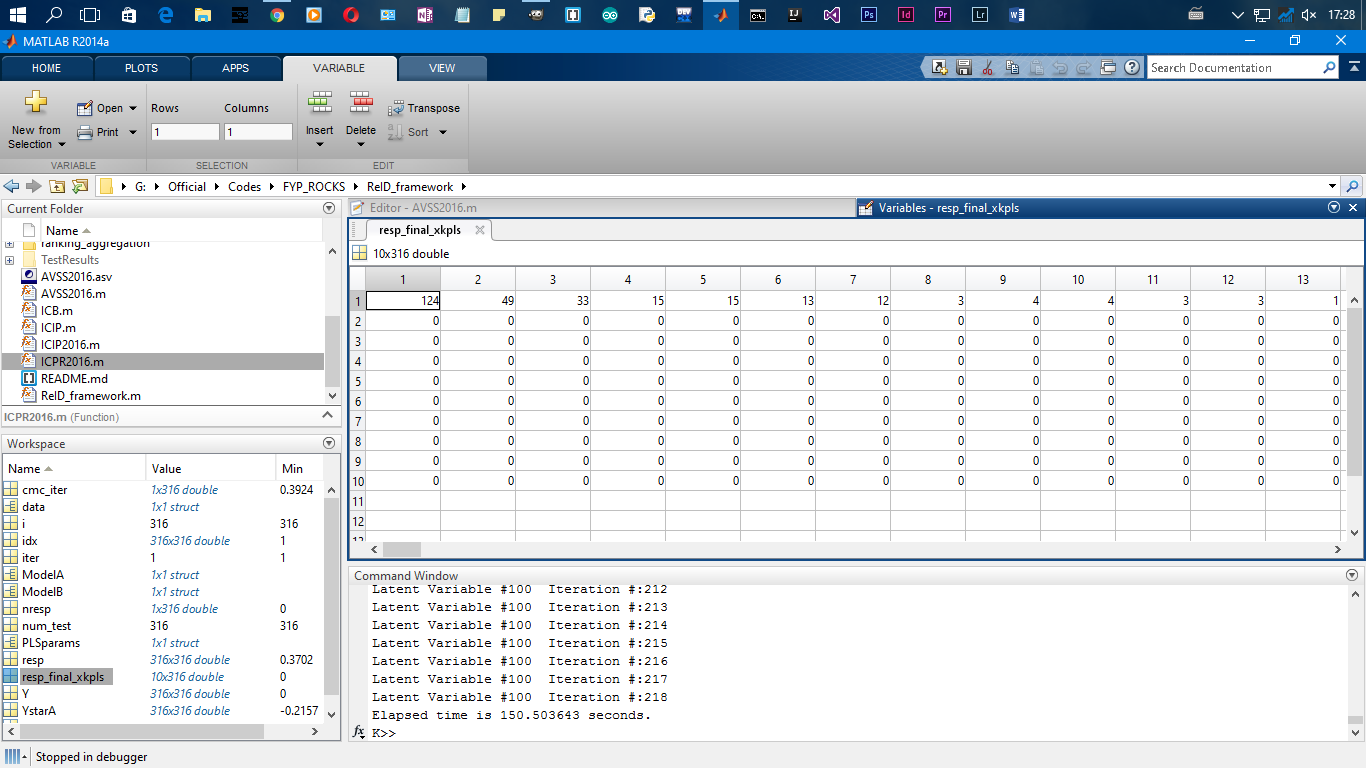 17:28
MATLAB R2014a
HOME PLOTS APPS VARIABLE VIEW
Search Documentation
New from Selection
Open
Print
Rows Columns
1 1
Insert
Delete
Transpose
Sort
VARIABLE SELECTION EDIT
G: Official Codes FYP_ROCKS ReID_framework
Current Folder
Name
ranking_aggregation
TestResults
AVSS2016.asv
AVSS2016.m
ICB.m
ICIP.m
ICIP2016.m
ICPR2016.m
README.md
ReID_framework.m
ICPR2016.m (Function)
Workspace
Name Value Min
cmc_iter 1x316 double 0.3924
data 1x1 struct
i 316 316
idx 316x316 double 1
iter 1 1
ModelA 1x1 struct
ModelB 1x1 struct
nresp 1x316 double 0
num_test 316 316
PLSparams 1x1 struct
resp 316x316 double 0.3702
resp_final_xkpls 10x316 double 0
Y 316x316 double 0
YstarA 316x316 double -0.2157
Editor - AVSS2016.m
Variables - resp_final_xkpls
resp_final_xkpls
10x316 double
1 2 3 4 5 6 7 8 9 10 11 12 13
1 124 49 33 15 15 13 12 3 4 4 3 3 1
2 0 0 0 0 0 0 0 0 0 0 0 0 0
3 0 0 0 0 0 0 0 0 0 0 0 0 0
4 0 0 0 0 0 0 0 0 0 0 0 0 0
5 0 0 0 0 0 0 0 0 0 0 0 0 0
6 0 0 0 0 0 0 0 0 0 0 0 0 0
7 0 0 0 0 0 0 0 0 0 0 0 0 0
8 0 0 0 0 0 0 0 0 0 0 0 0 0
9 0 0 0 0 0 0 0 0 0 0 0 0 0
10 0 0 0 0 0 0 0 0 0 0 0 0 0
11
12
Command Window
Latent Variable #100 Iteration #:212
Latent Variable #100 Iteration #:213
Latent Variable #100 Iteration #:214
Latent Variable #100 Iteration #:215
Latent Variable #100 Iteration #:216
Latent Variable #100 Iteration #:217
Latent Variable #100 Iteration #:218
Elapsed time is 150.503643 seconds.
fx K>>
Stopped in debugger